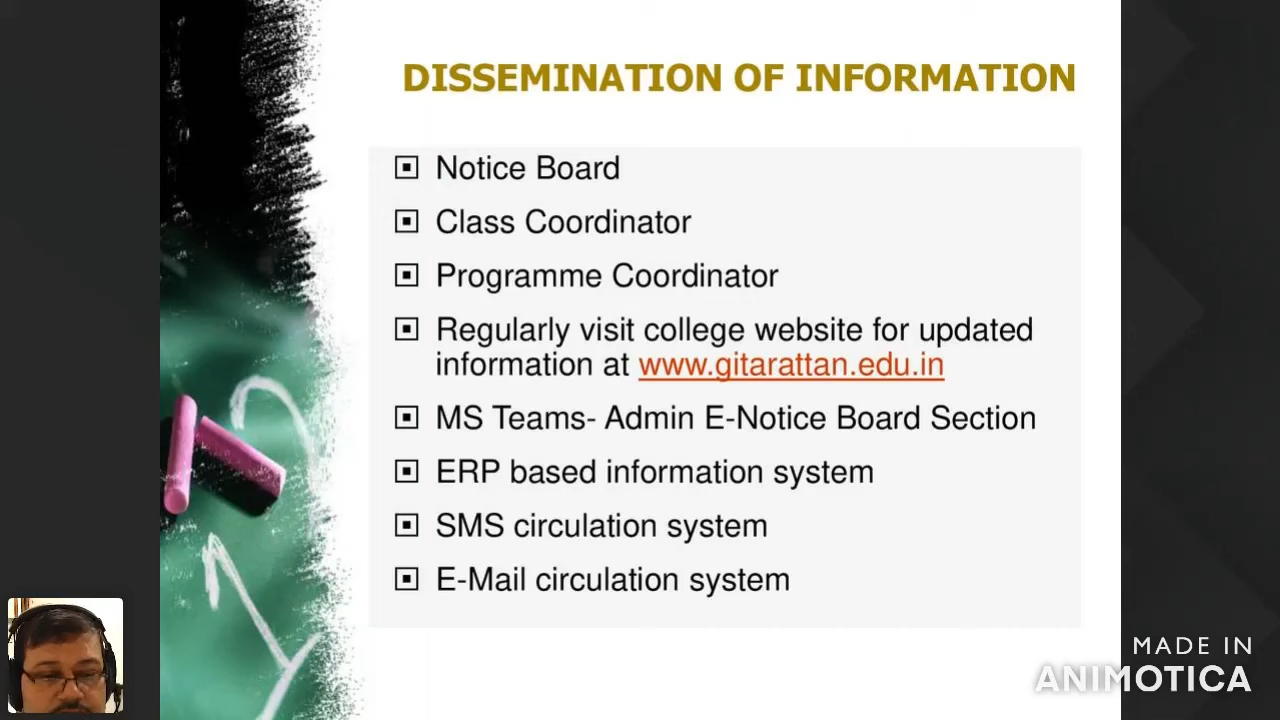 DISSEMINATION OF INFORMATION
Notice Board
Class Coordinator
Programme Coordinator
Regularly visit college website for updated
information at www.gitarattan.edu.in
MS Teams- Admin E-Notice Board Section
ERP based information system
SMS circulation system
E-Mail circulation system
MADE IN
ANIMOTICA